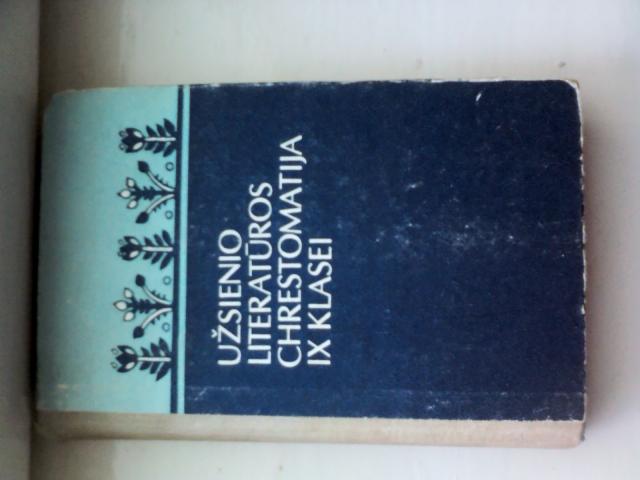 UŽSIENIO
LITERATŪROS
CHRESTOMATIJA
IX KLASEI